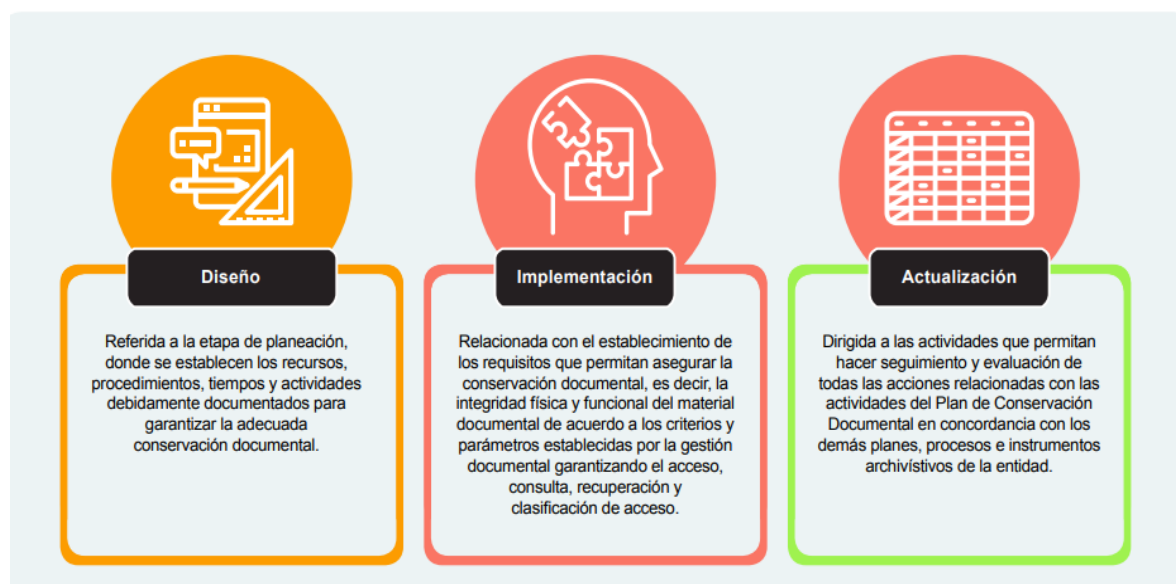 Diseño
Referida a la etapa de planeación,
donde se establecen los recursos,
procedimientos, tiempos y actividades
debidamente documentados para
garantizar la adecuada
conservación documental.
Implementación
Relacionada con el establecimiento de
los requisitos que permitan asegurar la
conservación documental, es decir, la
integridad física y funcional del material
documental de acuerdo a los criterios y
parámetros establecidas por la gestión
documental garantizando el acceso,
consulta, recuperación y
clasificación de acceso.
Actualización
Dirigida a las actividades que permitan
hacer seguimiento y evaluación de
todas las acciones relacionadas con las
actividades del Plan de Conservación
Documental en concordancia con los
demás planes, procesos e instrumentos
archivístivos de la entidad.